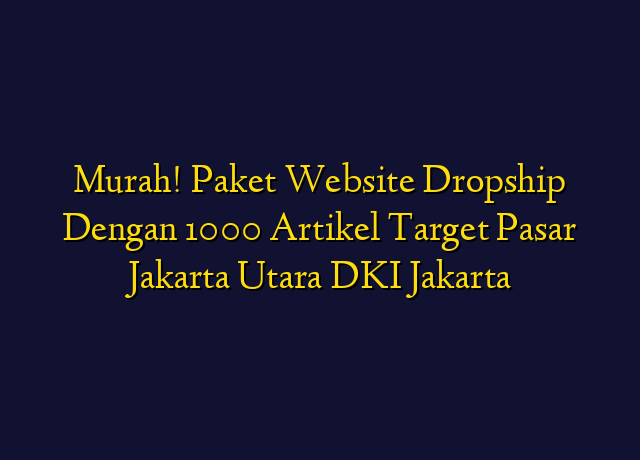 Murah! Paket Website Dropship
Dengan 1000 Artikel Target Pasar
Jakarta Utara DKI Jakarta